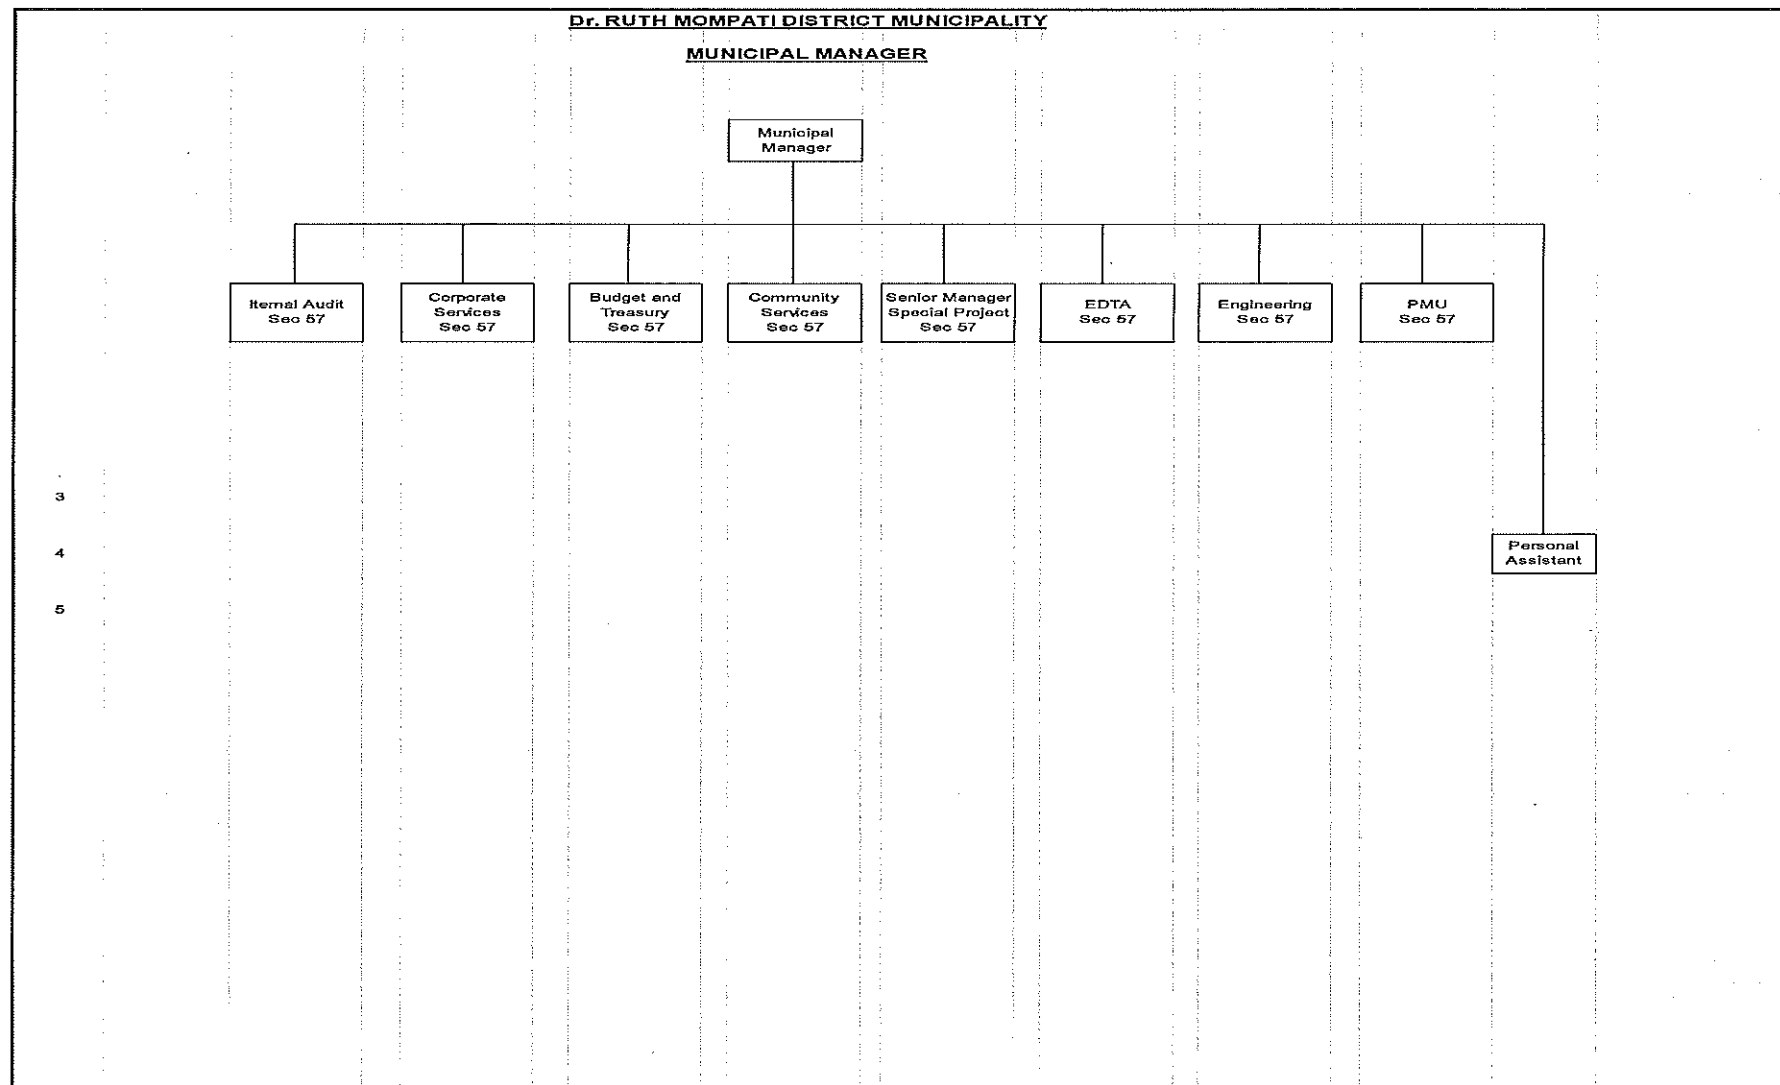 Dr. RUTH MOMPATI DISTRICT MUNICIPALITY
MUNICIPAL MANAGER
Municipal
Manager
Iternal Audit
Sec 57
Corporate
Services
Sec 57
Budget and
Treasury
Sec 57
Community
Services
Sec 57
Senior Manager
Special Project
Sec 57
EDTA
Sec 57
Engineering
Sec 57
PMU
Sec 57
3
4
5
Personal
Assistant